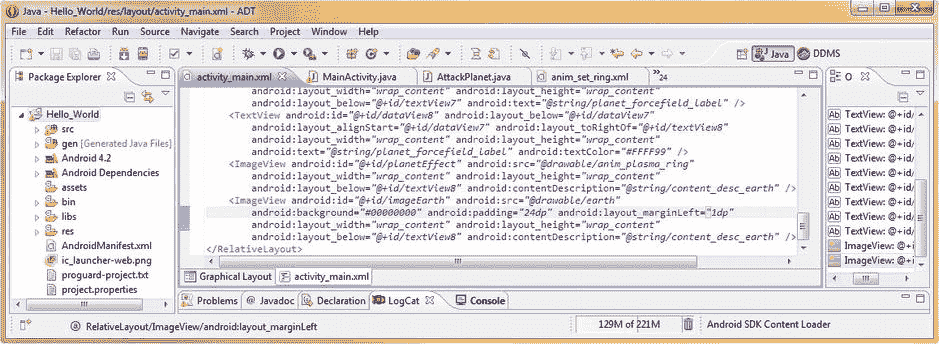 Java - Hello_World/res/layout/activity_main.xml - ADT
File Edit Refactor Run Source Navigate Search Project Window Help
Java DDMS
Package Explorer
activity_main.xml MainActivity.java AttackPlanet.java anim_set_ring.xml »24
O
Hello_World
src
gen [Generated Java Files]
Android 4.2
Android Dependencies
assets
bin
libs
res
AndroidManifest.xml
ic_launcher-web.png
proguard-project.txt
project.properties
android:layout_width="wrap_content" android:layout_height="wrap_content"
android:layout_below="@+id/textView7" android:text="@string/planet_forcefield_label" />
<TextView android:id="@+id/dataView8" android:layout_below="@+id/dataView7"
android:layout_alignStart="@+id/dataView7" android:layout_toRightOf="@+id/textView8"
android:layout_width="wrap_content" android:layout_height="wrap_content"
android:text="@string/planet_forcefield_label" android:textColor="#FFFF99" />
<ImageView android:id="@+id/planetEffect" android:src="@drawable/anim_plasma_ring"
android:layout_width="wrap_content" android:layout_height="wrap_content"
android:layout_below="@+id/textView8" android:contentDescription="@string/content_desc_earth" />
<ImageView android:id="@+id/imageEarth" android:src="@drawable/earth"
android:background="#00000000" android:padding="24dp" android:layout_marginLeft="1dp"
android:layout_width="wrap_content" android:layout_height="wrap_content"
android:layout_below="@+id/textView8" android:contentDescription="@string/content_desc_earth" />
</RelativeLayout>
Graphical Layout activity_main.xml
Ab TextView: @+id/
Ab TextView: @+id/
Ab TextView: @+id/
Ab TextView: @+id/
Ab TextView: @+id/
Ab TextView: @+id/
Ab TextView: @+id/
ImageView: @+i
ImageView: @+i
Problems @ Javadoc Declaration LogCat Console
RelativeLayout/ImageView/android:layout_marginLeft
129M of 221M
Android SDK Content Loader